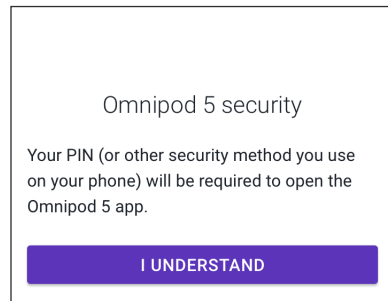 Omnipod 5 security
Your PIN (or other security method you use
on your phone) will be required to open the
Omnipod 5 app.
I UNDERSTAND